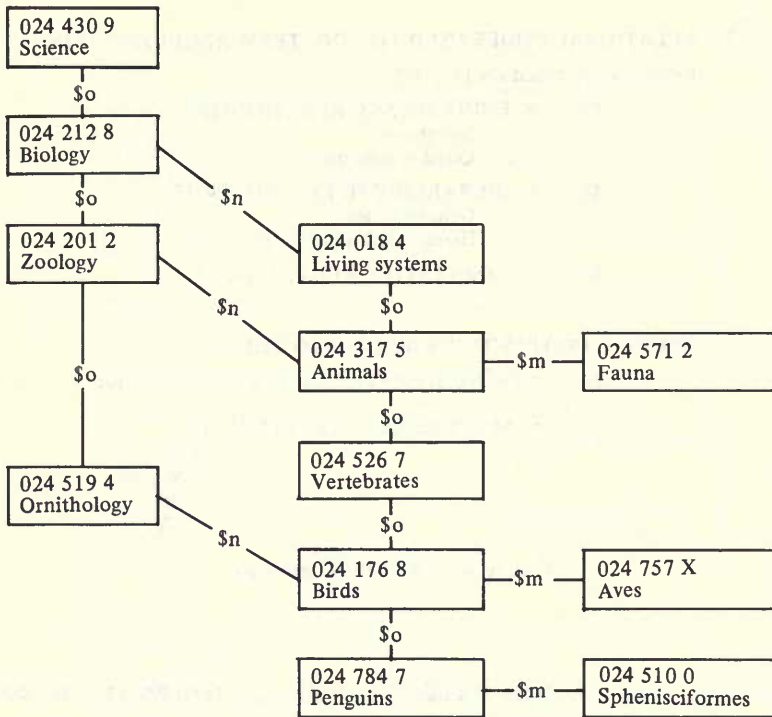 024 430 9
Science
$o
024 212 8
Biology
$o
$n
024 201 2
Zoology
024 018 4
Living systems
$n
$o
$o
024 317 5
Animals
$m
024 571 2
Fauna
$o
024 526 7
Vertebrates
024 519 4
Ornithology
$o
$n
024 176 8
Birds
$m
024 757 X
Aves
$o
024 784 7
Penguins
$m
024 510 0
Sphenisciformes